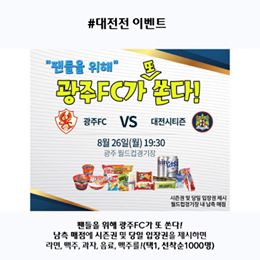 #대전전 이벤트
"팬들을 위해" 또
광주FC가 쏜다!
광주FC VS 대전시티즌
8월 26일(월) 19:30
광주 월드컵경기장
시즌권 및 당일 입장권 제시
월드컵경기장 내 남측 매점
팬들을 위해 광주FC가 또 쏜다!
남측 매점에 시즌권 및 당일 입장권을 제시하면
라면, 맥주, 과자, 음료, 맥주를!(택1, 선착순1000명)